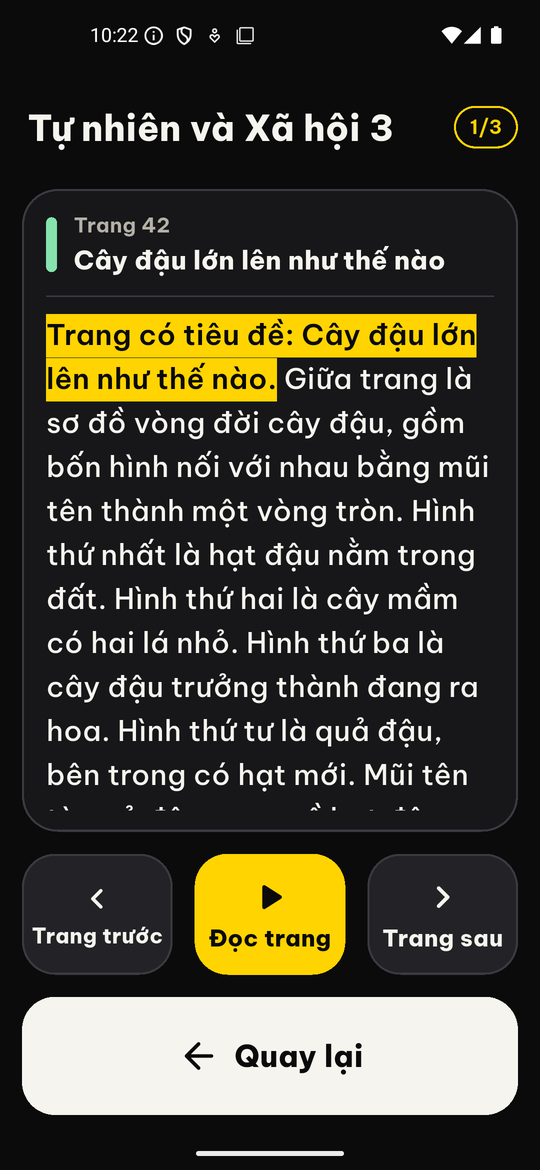 10:22
Tự nhiên và Xã hội 3
1/3
Trang 42
Cây đậu lớn lên như thế nào
Trang có tiêu đề: Cây đậu lớn
lên như thế nào. Giữa trang là
sơ đồ vòng đời cây đậu, gồm
bốn hình nối với nhau bằng mũi
tên thành một vòng tròn. Hình
thứ nhất là hạt đậu nằm trong
đất. Hình thứ hai là cây mầm
có hai lá nhỏ. Hình thứ ba là
cây đậu trưởng thành đang ra
hoa. Hình thứ tư là quả đậu,
bên trong có hạt mới. Mũi tên
Trang trước
Đọc trang
Trang sau
Quay lại